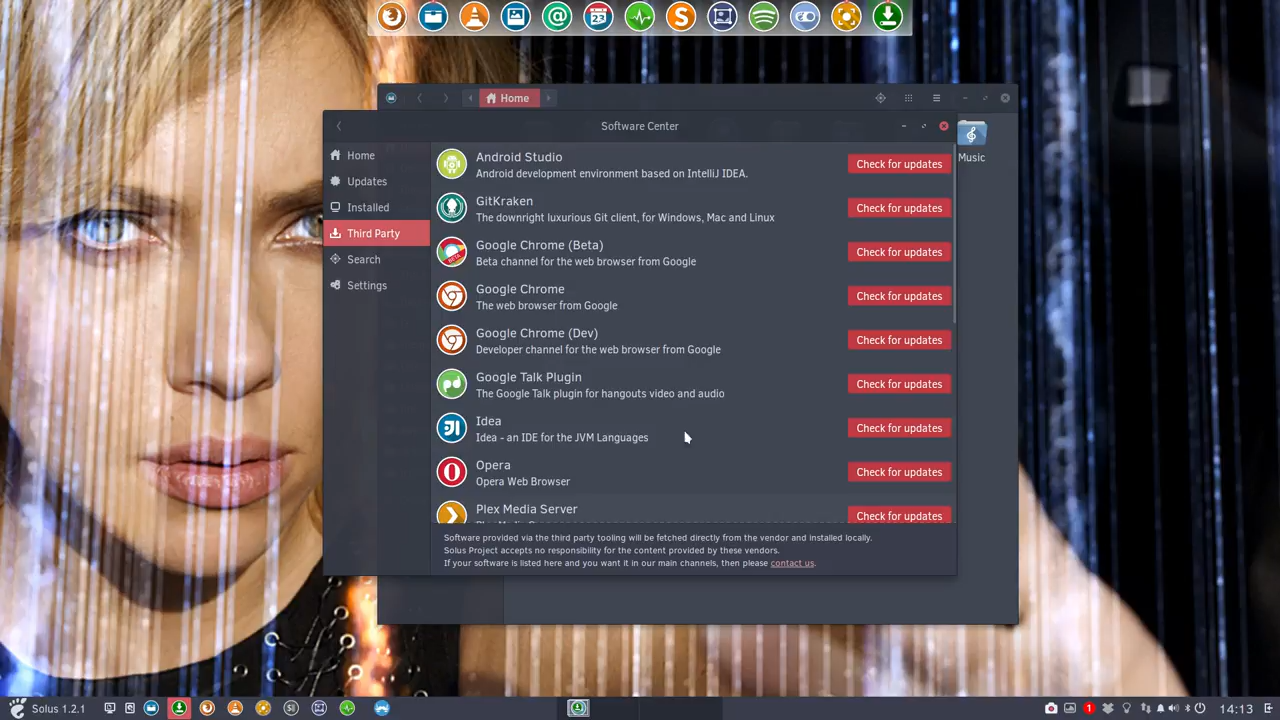 23
Home
Software Center
Music
Home
Updates
Installed
Third Party
Search
Settings
Android Studio
Android development environment based on IntelliJ IDEA.
Check for updates
GitKraken
The downright luxurious Git client, for Windows, Mac and Linux
Check for updates
Google Chrome (Beta)
Beta channel for the web browser from Google
Check for updates
Google Chrome
The web browser from Google
Check for updates
Google Chrome (Dev)
Developer channel for the web browser from Google
Check for updates
Google Talk Plugin
The Google Talk plugin for hangouts video and audio
Check for updates
Idea
Idea - an IDE for the JVM Languages
Check for updates
Opera
Opera Web Browser
Check for updates
Plex Media Server
Check for updates
Software provided via the third party tooling will be fetched directly from the vendor and installed locally.
Solus Project accepts no responsibility for the content provided by these vendors.
If your software is listed here and you want it in our main channels, then please contact us.
Solus 1.2.1
1
14:13